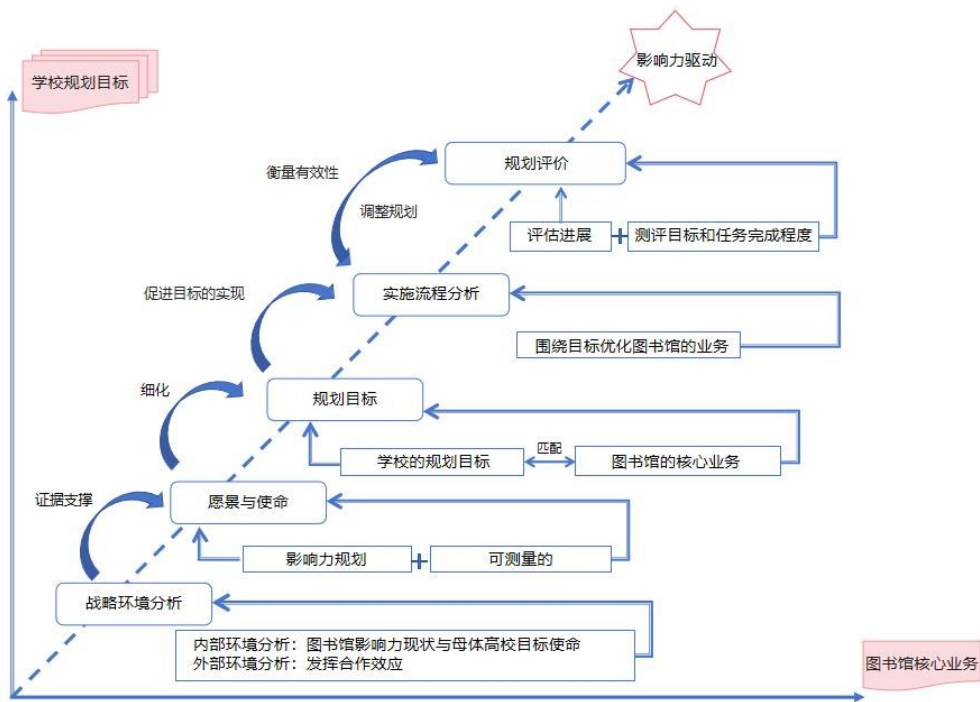 影响力驱动
学校规划目标
规划评价
衡量有效性
调整规划
评估进展
测评目标和任务完成程度
促进目标的实现
实施流程分析
围绕目标优化图书馆的业务
细化
规划目标
学校的规划目标
匹配
图书馆的核心业务
证据支撑
愿景与使命
影响力规划
可测量的
战略环境分析
内部环境分析：图书馆影响力现状与母体高校目标使命
外部环境分析：发挥合作效应
图书馆核心业务